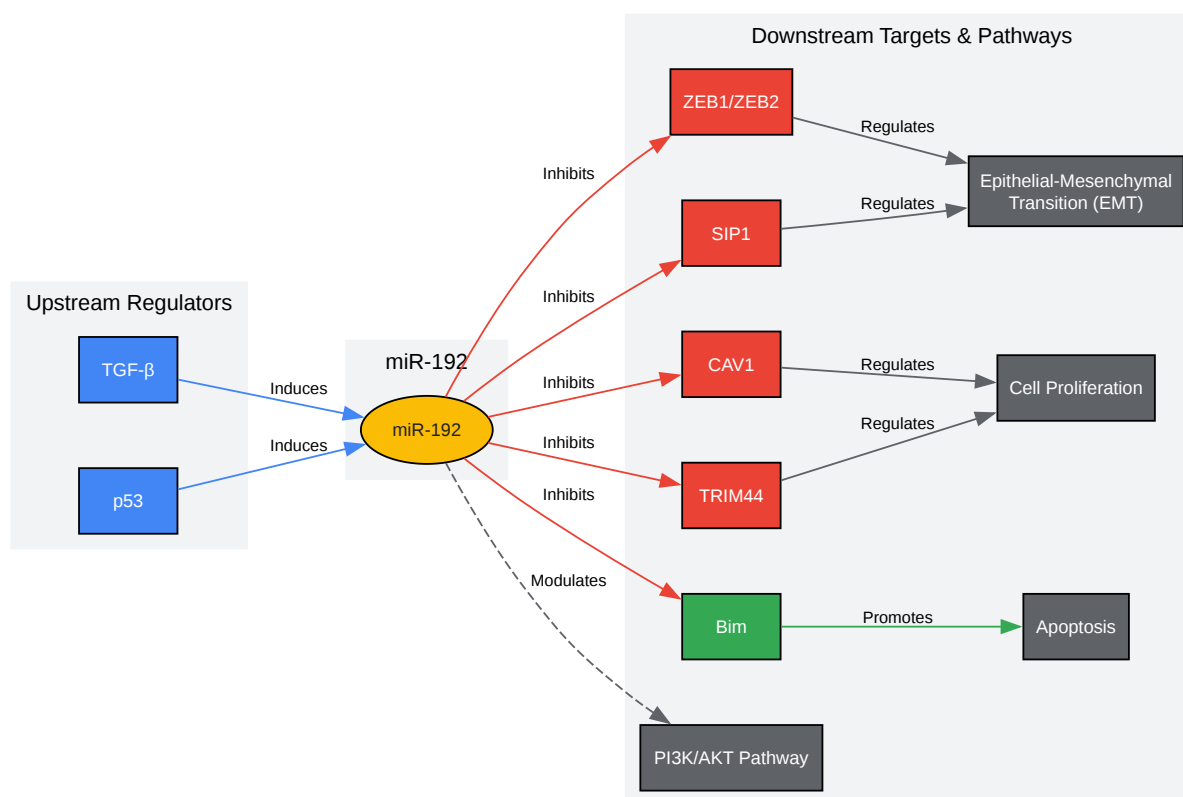 Downstream Targets & Pathways
ZEB1/ZEB2
Regulates
Inhibits
Epithelial-Mesenchymal
Transition (EMT)
Regulates
SIP1
Inhibits
Upstream Regulators
miR-192
TGF-β
CAV1
Regulates
Inhibits
Induces
Cell Proliferation
miR-192
Regulates
Inhibits
Induces
TRIM44
p53
Inhibits
Modulates
Bim
Promotes
Apoptosis
PI3K/AKT Pathway